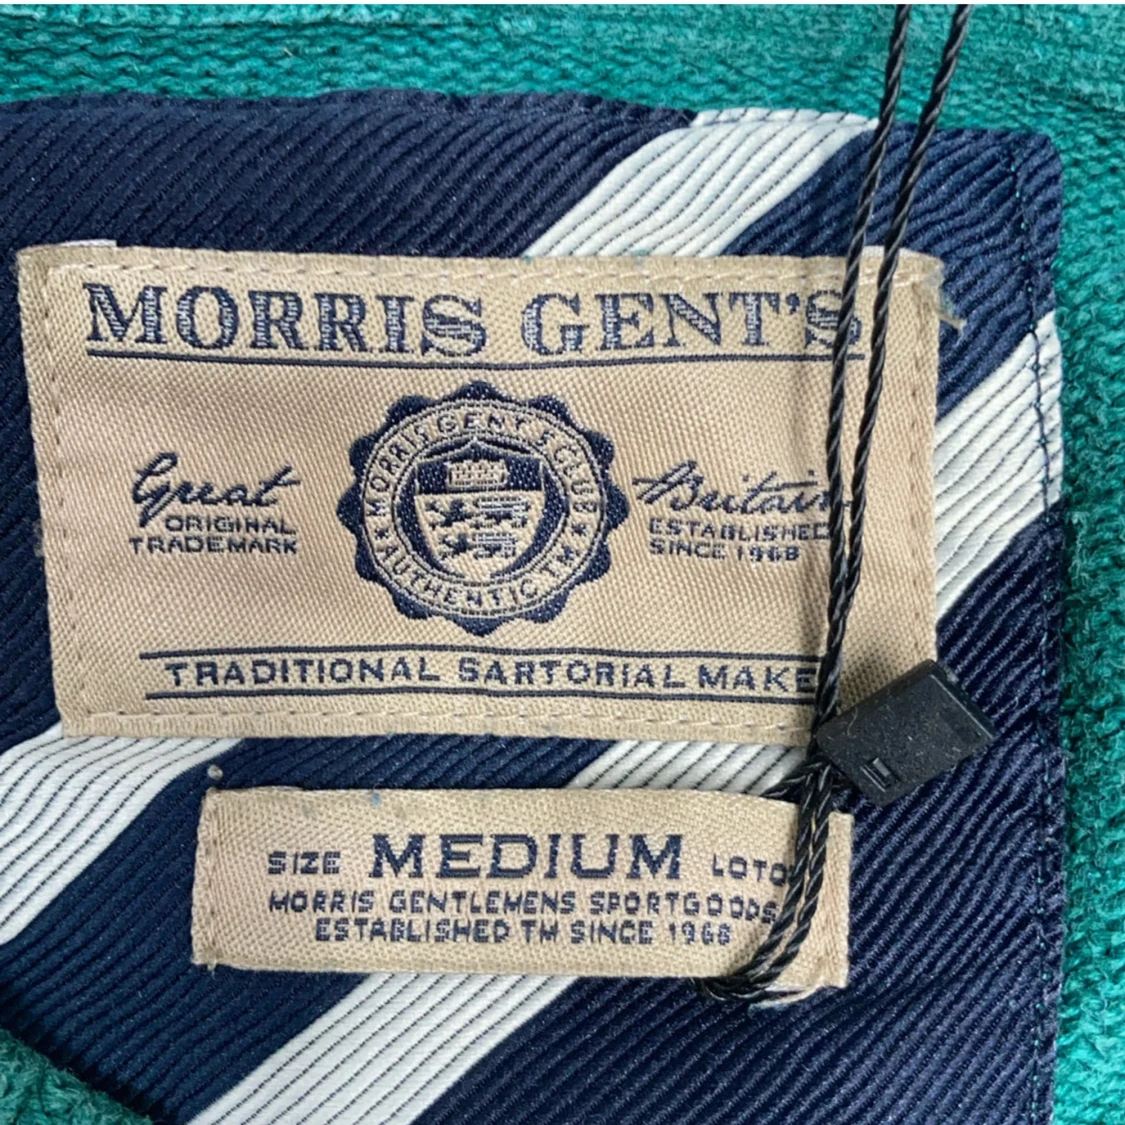 MORRIS GENT'S
MORRIS GENT'S CLUB
★ AUTHENTIC TM ★
Great
ORIGINAL
TRADEMARK
Britain
ESTABLISHED
SINCE 1968
TRADITIONAL SARTORIAL MAKE
SIZE MEDIUM LOTO
MORRIS GENTLEMENS SPORTGOODS
ESTABLISHED TM SINCE 1968